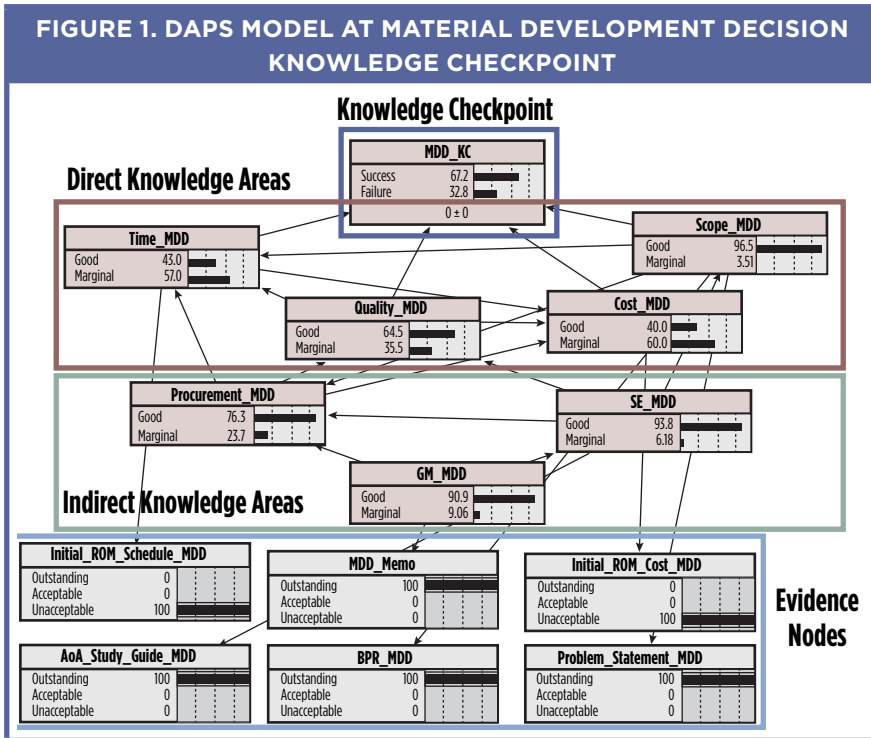 FIGURE 1. DAPS MODEL AT MATERIAL DEVELOPMENT DECISION
KNOWLEDGE CHECKPOINT
Knowledge Checkpoint
MDD_KC
Success 67.2
Failure 32.8
0 ± 0
Direct Knowledge Areas
Time_MDD
Good 43.0
Marginal 57.0
Scope_MDD
Good 96.5
Marginal 3.51
Quality_MDD
Good 64.5
Marginal 35.5
Cost_MDD
Good 40.0
Marginal 60.0
Procurement_MDD
Good 76.3
Marginal 23.7
SE_MDD
Good 93.8
Marginal 6.18
GM_MDD
Good 90.9
Marginal 9.06
Indirect Knowledge Areas
Initial_ROM_Schedule_MDD
Outstanding 0
Acceptable 0
Unacceptable 100
MDD_Memo
Outstanding 100
Acceptable 0
Unacceptable 0
Initial_ROM_Cost_MDD
Outstanding 0
Acceptable 0
Unacceptable 100
Evidence
Nodes
AoA_Study_Guide_MDD
Outstanding 100
Acceptable 0
Unacceptable 0
BPR_MDD
Outstanding 100
Acceptable 0
Unacceptable 0
Problem_Statement_MDD
Outstanding 100
Acceptable 0
Unacceptable 0